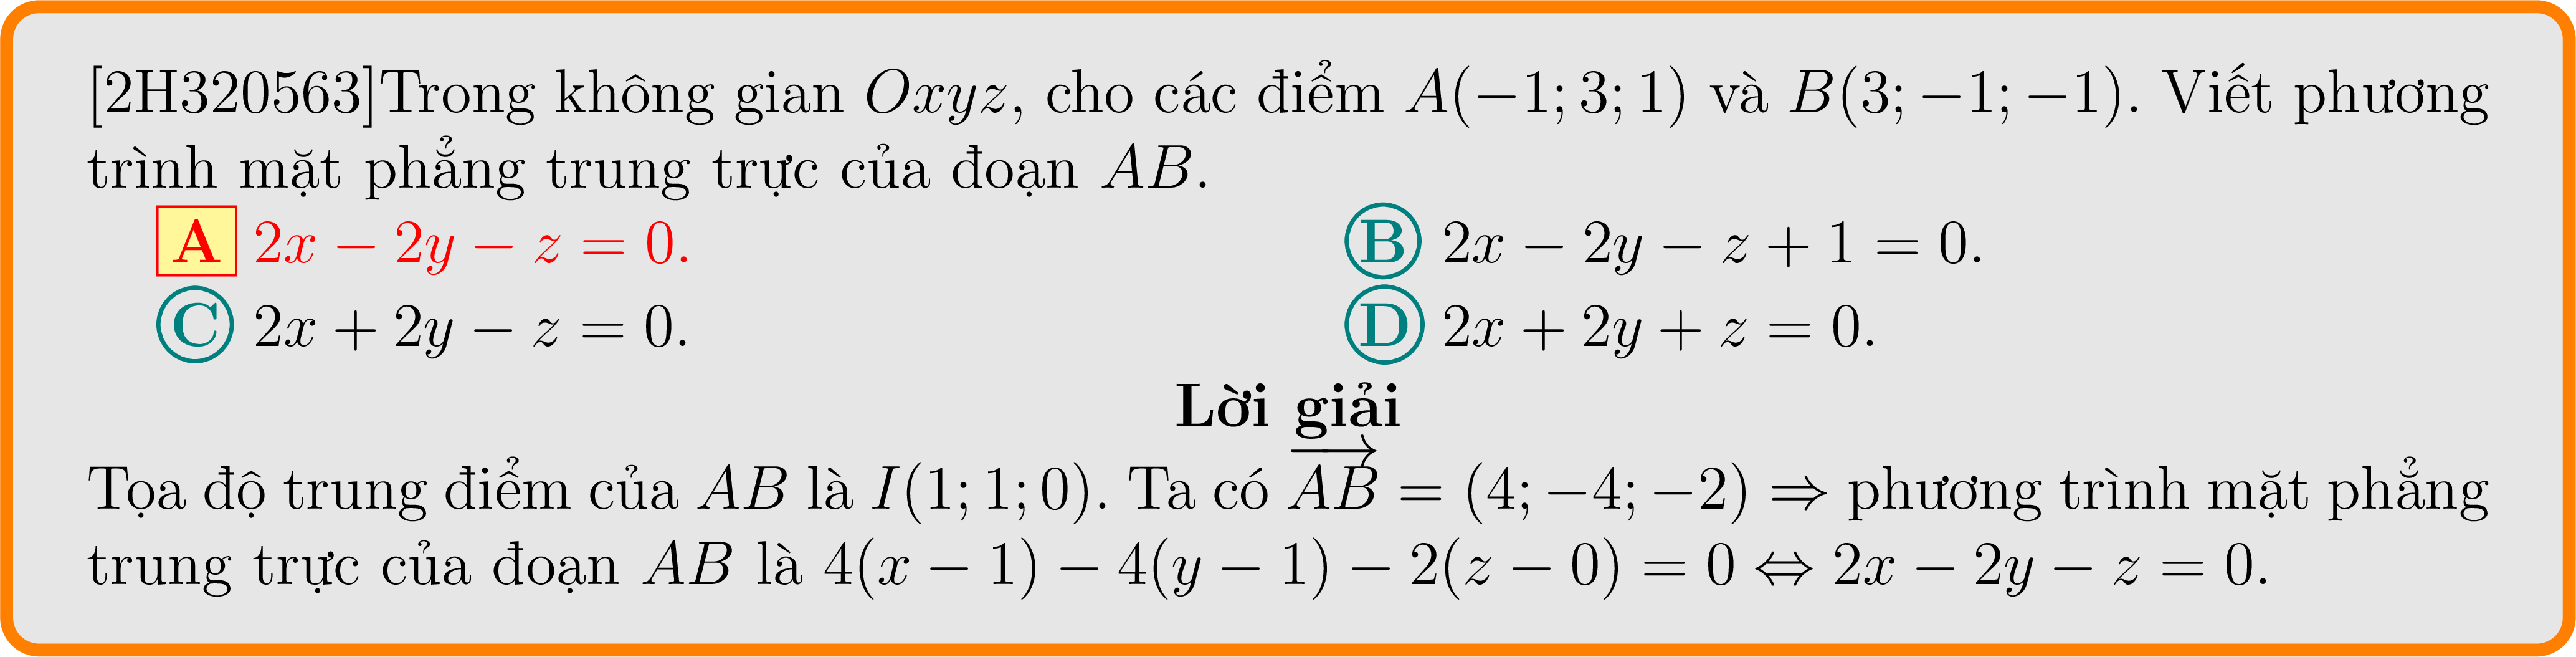 [2H320563]Trong không gian Oxyz, cho các điểm A(−1; 3; 1) và B(3; −1; −1). Viết phương
trình mặt phẳng trung trực của đoạn AB.
A 2x − 2y − z = 0. B 2x − 2y − z + 1 = 0.
C 2x + 2y − z = 0. D 2x + 2y + z = 0.
Lời giải
Tọa độ trung điểm của AB là I(1; 1; 0). Ta có $\overrightarrow{AB}$ = (4; −4; −2) ⇒ phương trình mặt phẳng
trung trực của đoạn AB là 4(x − 1) − 4(y − 1) − 2(z − 0) = 0 ⇔ 2x − 2y − z = 0.